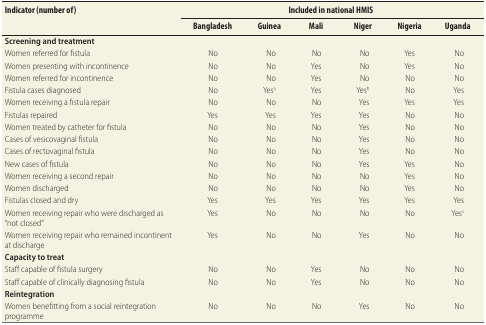 Indicator (number of) Included in national HMIS
Bangladesh Guinea Mali Niger Nigeria Uganda
Screening and treatment
Women referred for fistula No No No No Yes No
Women presenting with incontinence No No Yes No Yes No
Women referred for incontinence No No Yes No No No
Fistula cases diagnosed No Yesᵃ Yes Yesᵇ No Yes
Women receiving a fistula repair No No No Yes Yes Yes
Fistulas repaired Yes Yes Yes Yes No No
Women treated by catheter for fistula No No No Yes No No
Cases of vesicovaginal fistula No No No Yes No No
Cases of rectovaginal fistula No No No Yes No No
New cases of fistula No No No Yes Yes No
Women receiving a second repair No No No No Yes No
Women discharged No No No No Yes No
Fistulas closed and dry Yes Yes Yes Yes Yes Yes
Women receiving repair who were discharged as Yes No No No No Yesᶜ
"not closed"
Women receiving repair who remained incontinent Yes No No Yes No No
at discharge
Capacity to treat
Staff capable of fistula surgery No No Yes No No No
Staff capable of clinically diagnosing fistula No No Yes No No No
Reintegration
Women benefitting from a social reintegration No No No Yes No No
programme